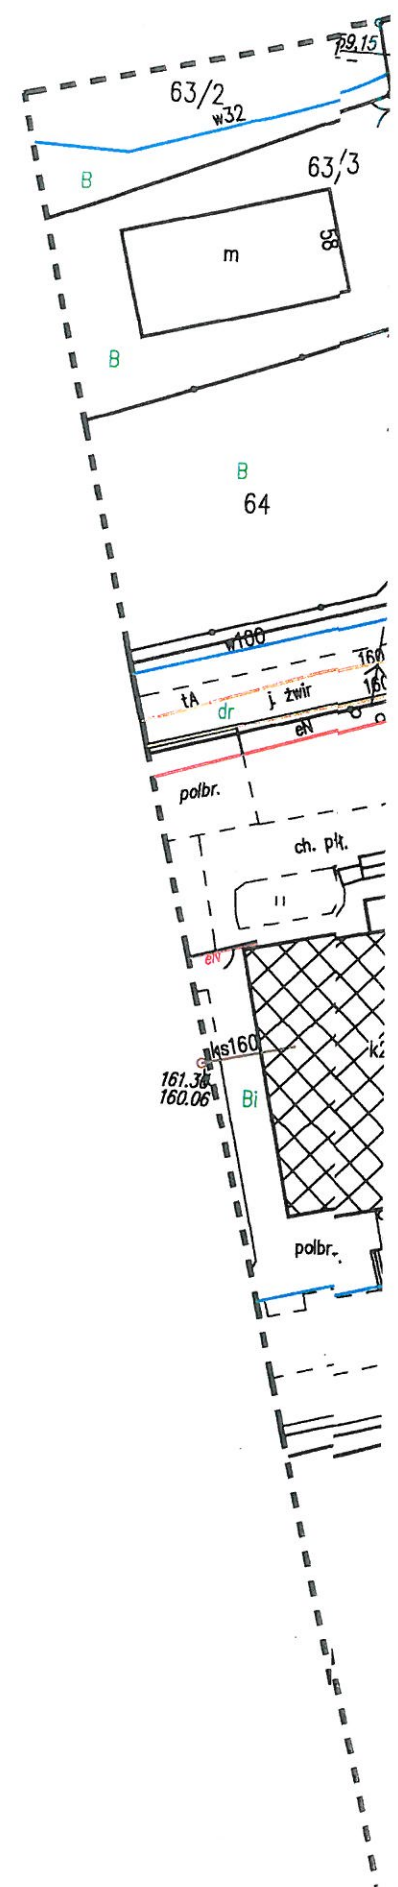 59.15
63/2
w32
B
63/3
58
m
B
B
64
w100
160
tA
j. żwir
160
dr
eN
polbr.
ch. płt.
eN
ks160
161.36
160.06
Bi
polbr.